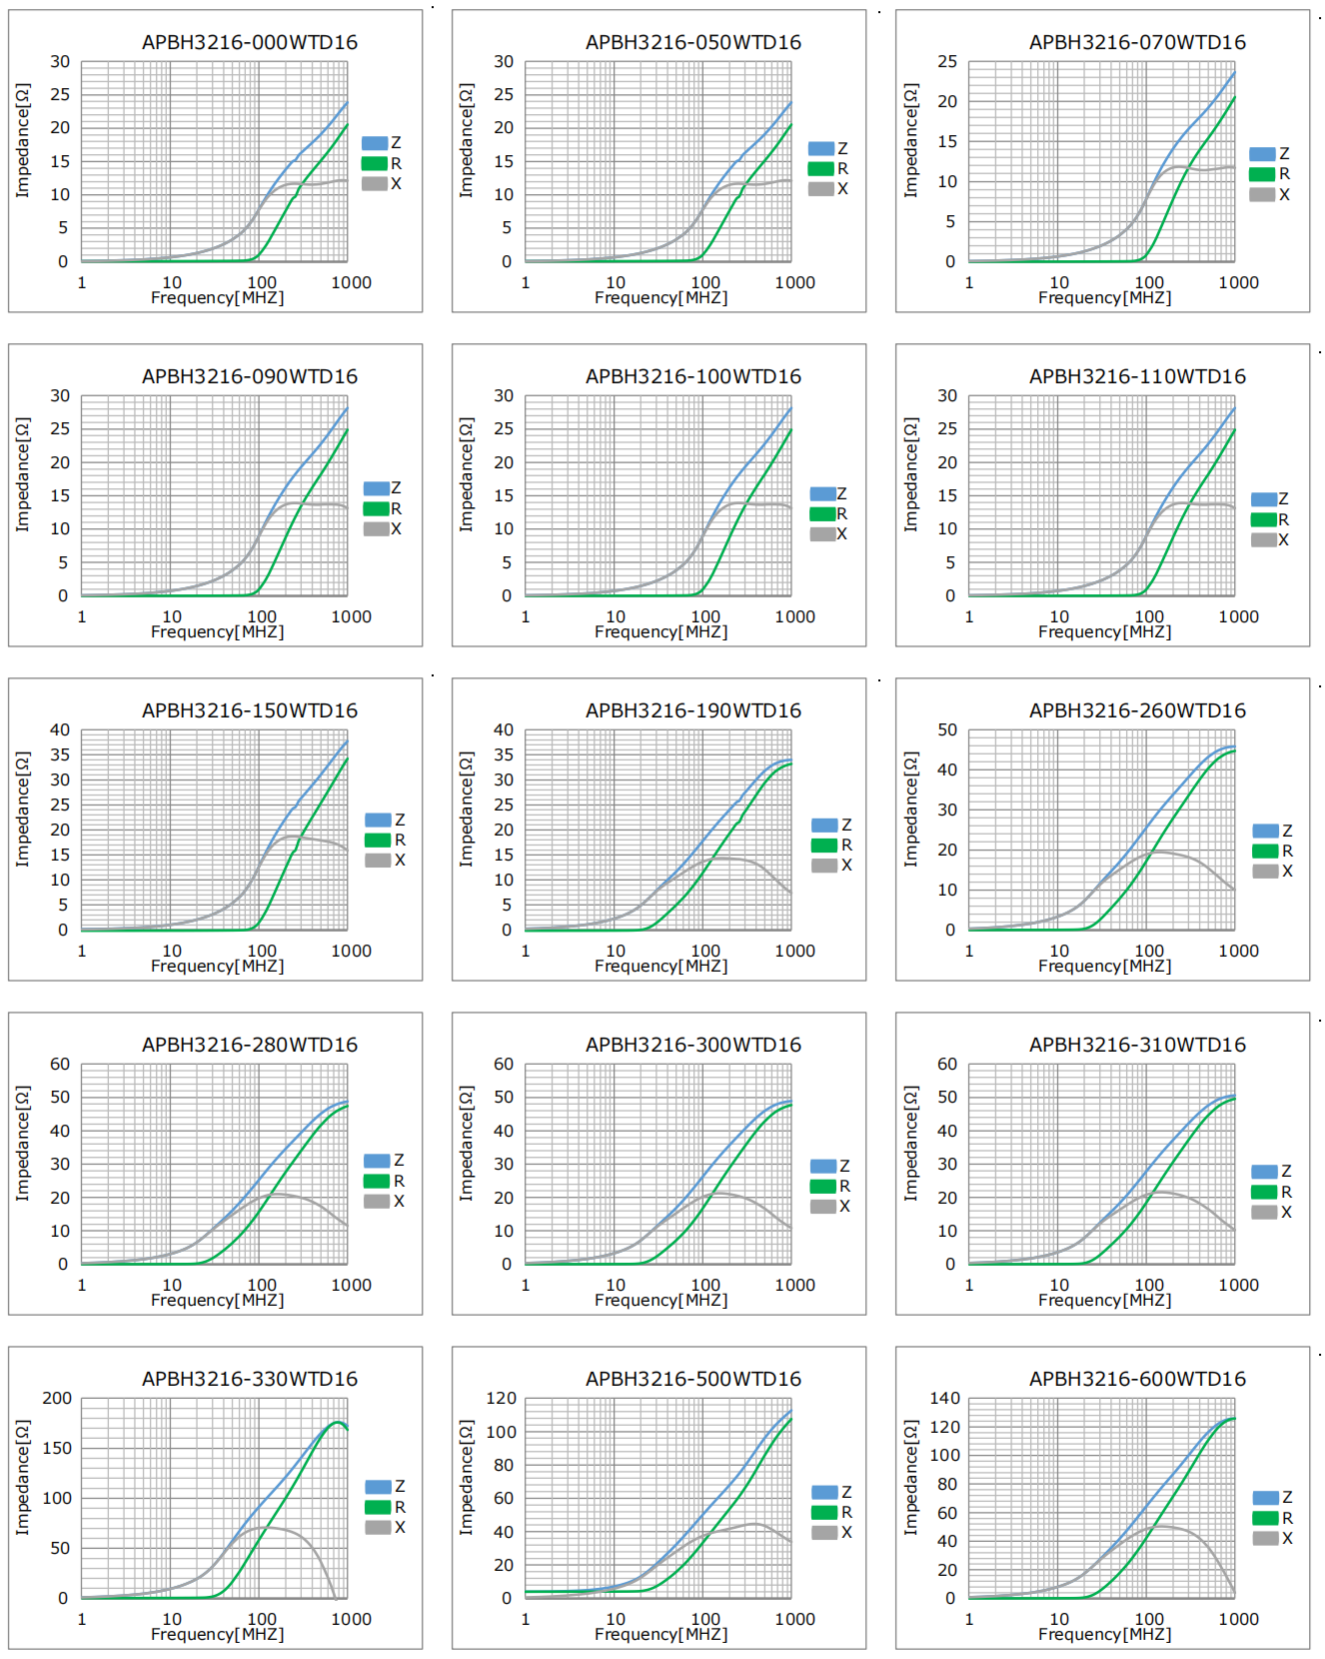 APBH3216-000WTD16
Impedance[Ω]
30
25
20
15
10
5
0
1 10 100 1000
Frequency[MHZ]
Z
R
X
APBH3216-050WTD16
Impedance[Ω]
30
25
20
15
10
5
0
1 10 100 1000
Frequency[MHZ]
Z
R
X
APBH3216-070WTD16
Impedance[Ω]
25
20
15
10
5
0
1 10 100 1000
Frequency[MHZ]
Z
R
X
APBH3216-090WTD16
Impedance[Ω]
30
25
20
15
10
5
0
1 10 100 1000
Frequency[MHZ]
Z
R
X
APBH3216-100WTD16
Impedance[Ω]
30
25
20
15
10
5
0
1 10 100 1000
Frequency[MHZ]
Z
R
X
APBH3216-110WTD16
Impedance[Ω]
30
25
20
15
10
5
0
1 10 100 1000
Frequency[MHZ]
Z
R
X
APBH3216-150WTD16
Impedance[Ω]
40
35
30
25
20
15
10
5
0
1 10 100 1000
Frequency[MHZ]
Z
R
X
APBH3216-190WTD16
Impedance[Ω]
40
35
30
25
20
15
10
5
0
1 10 100 1000
Frequency[MHZ]
Z
R
X
APBH3216-260WTD16
Impedance[Ω]
50
40
30
20
10
0
1 10 100 1000
Frequency[MHZ]
Z
R
X
APBH3216-280WTD16
Impedance[Ω]
60
50
40
30
20
10
0
1 10 100 1000
Frequency[MHZ]
Z
R
X
APBH3216-300WTD16
Impedance[Ω]
60
50
40
30
20
10
0
1 10 100 1000
Frequency[MHZ]
Z
R
X
APBH3216-310WTD16
Impedance[Ω]
60
50
40
30
20
10
0
1 10 100 1000
Frequency[MHZ]
Z
R
X
APBH3216-330WTD16
Impedance[Ω]
200
150
100
50
0
1 10 100 1000
Frequency[MHZ]
Z
R
X
APBH3216-500WTD16
Impedance[Ω]
120
100
80
60
40
20
0
1 10 100 1000
Frequency[MHZ]
Z
R
X
APBH3216-600WTD16
Impedance[Ω]
140
120
100
80
60
40
20
0
1 10 100 1000
Frequency[MHZ]
Z
R
X